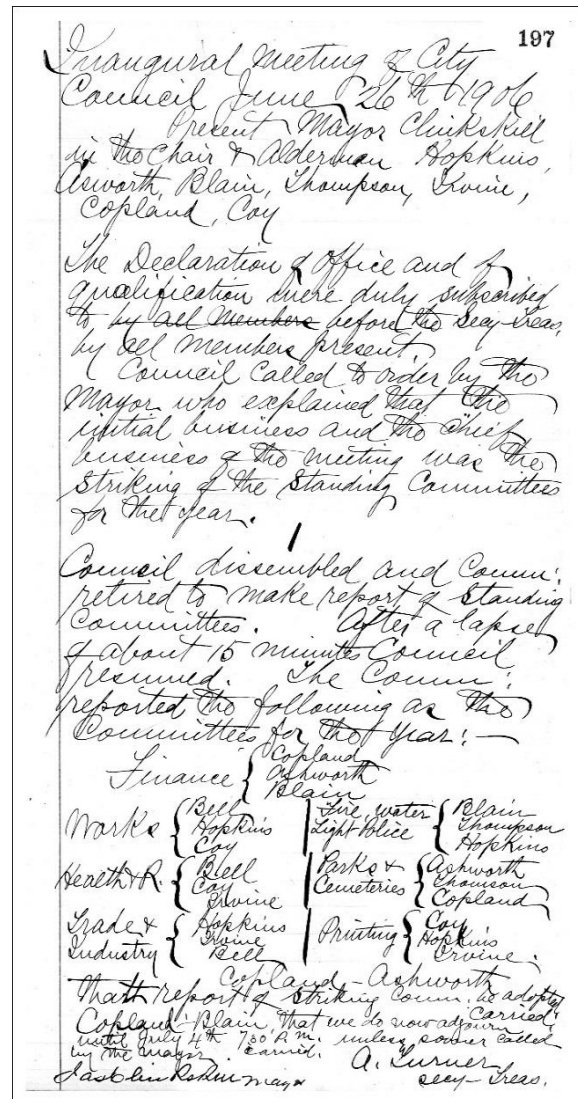 197
Inaugural meeting of City
Council June 26th 1906
Present Mayor Clinkskill
in the chair & Alderman Hopkins,
Asworth, Blain, Thompson, Irvine,
Copland, Coy
The Declaration of Office and of
qualification were duly subscribed
to by all Members before the Secy Treas.
by all members present.
Council called to order by the
Mayor who explained that the
initial business and the chief
business of the meeting was the
striking of the Standing Committees
for the year.
Council dissembled and Comm:
retired to make report of Standing
Committees. After a lapse
of about 15 minutes Council
resumed. The Comm:
reported the following as the
Committees for the Year:—
Finance { Copland
Ashworth
Blain
Works { Bell
Hopkins
Coy
Fire water
Light Police { Blain
Thompson
Hopkins
Health & R. { Bell
Coy
Irvine
Parks &
Cemeteries { Ashworth
Thomson
Copland
Trade &
Industry { Hopkins
Irvine
Bell
Printing { Coy
Hopkins
Irvine.
Copland - Ashworth
That report of Striking Comm. be adopted
Carried.
Copland - Blain, That we do now adjourn
until July 4th 7.30 P.M. unless sooner called
by the Mayor. Carried.
Jas Clinkskill Mayor
A. Turner
Secy-Treas.